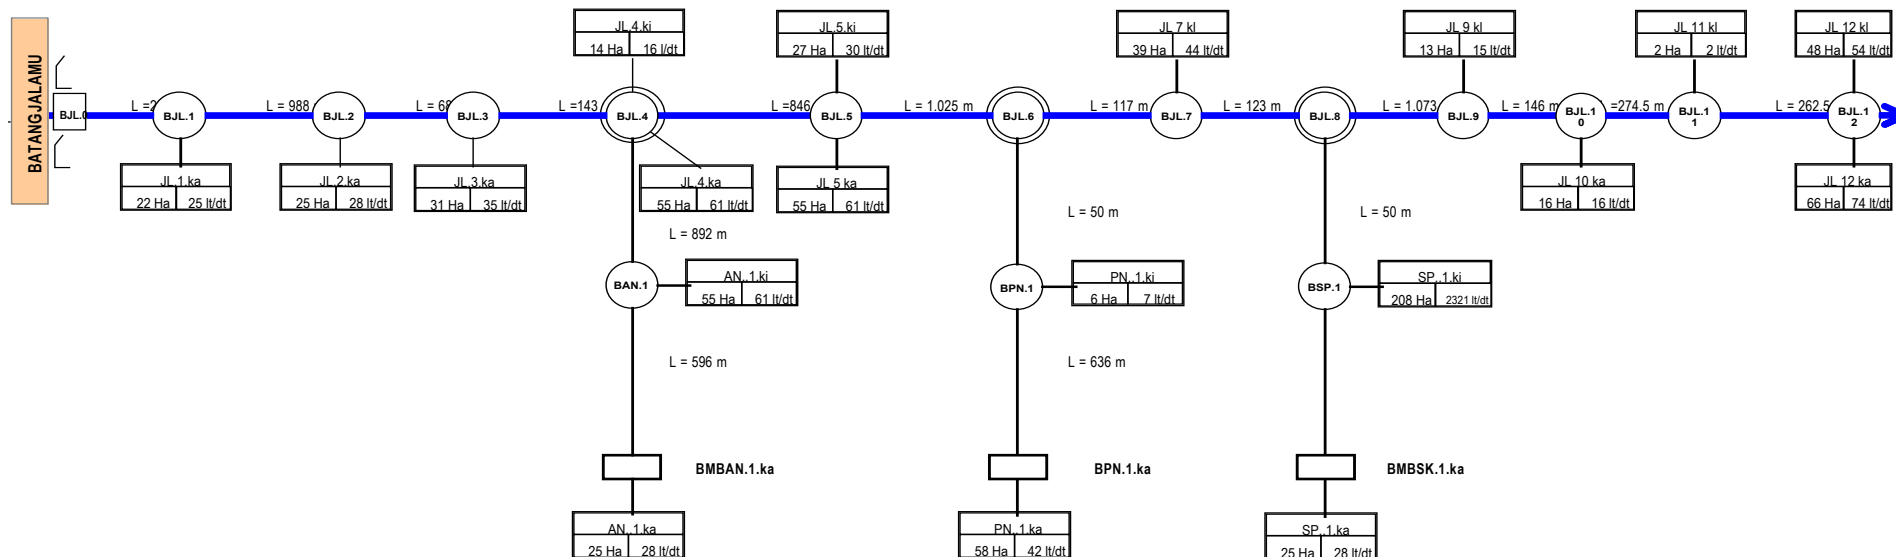 JL.4.ki
14 Ha 16 l/dt
JL.5.ki
27 Ha 30 lt/dt
JL 7 kl
39 Ha 44 lt/dt
JL 9 kl
13 Ha 15 lt/dt
JL 11 kl
2 Ha 2 lt/dt
JL 12 kl
48 Ha 54 lt/dt
BATANGJALAMU
BJL.0
L =2
BJL.1
L = 988
BJL.2
L = 68
BJL.3
L =143
BJL.4
L =846
BJL.5
L = 1.025 m
BJL.6
L = 117 m
BJL.7
L = 123 m
BJL.8
L = 1.073
BJL.9
L = 146 m
BJL.1
0
=274.5 m
BJL.1
1
L = 262.5
BJL.1
2
JL.1.ka
22 Ha 25 lt/dt
JL.2.ka
25 Ha 28 lt/dt
JL.3.ka
31 Ha 35 lt/dt
JL.4.ka
55 Ha 61 lt/dt
JL 5 ka
55 Ha 61 lt/dt
JL 10 ka
16 Ha 16 lt/dt
JL 12 ka
66 Ha 74 lt/dt
L = 892 m
L = 50 m
L = 50 m
BAN.1
AN..1.ki
55 Ha 61 lt/dt
BPN.1
PN..1.ki
6 Ha 7 lt/dt
BSP.1
SP..1.ki
208 Ha 2321 lt/dt
L = 596 m
L = 636 m
BMBAN.1.ka
BPN.1.ka
BMBSK.1.ka
AN..1.ka
25 Ha 28 lt/dt
PN..1.ka
58 Ha 42 lt/dt
SP..1.ka
25 Ha 28 lt/dt